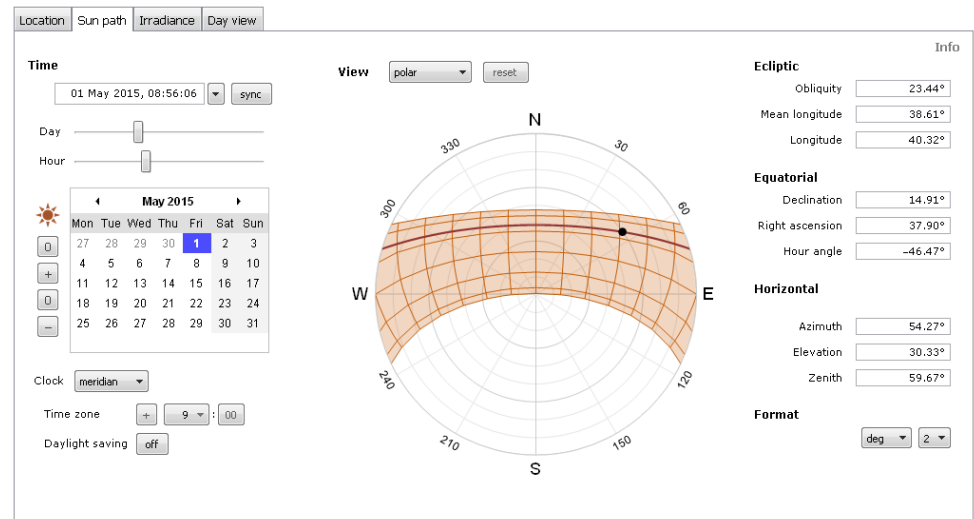 Location Sun path Irradiance Day view
Info
Time
01 May 2015, 08:56:06 sync
Day
Hour
May 2015
Mon Tue Wed Thu Fri Sat Sun
27 28 29 30 1 2 3
4 5 6 7 8 9 10
11 12 13 14 15 16 17
18 19 20 21 22 23 24
25 26 27 28 29 30 31
0
+
0
−
Clock meridian
Time zone + 9 : 00
Daylight saving off
View polar reset
N
330 30
300 60
W E
240 120
210 150
S
Ecliptic
Obliquity 23.44°
Mean longitude 38.61°
Longitude 40.32°
Equatorial
Declination 14.91°
Right ascension 37.90°
Hour angle −46.47°
Horizontal
Azimuth 54.27°
Elevation 30.33°
Zenith 59.67°
Format
deg 2